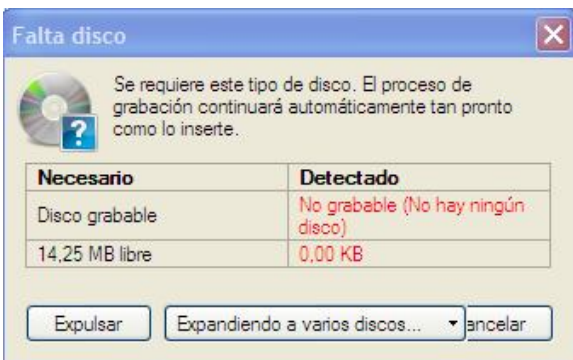 Falta disco
Se requiere este tipo de disco. El proceso de
grabación continuará automáticamente tan pronto
como lo inserte.
Necesario Detectado
Disco grabable No grabable (No hay ningún
disco)
14,25 MB libre 0,00 KB
Expulsar Expandiendo a varios discos... ancelar